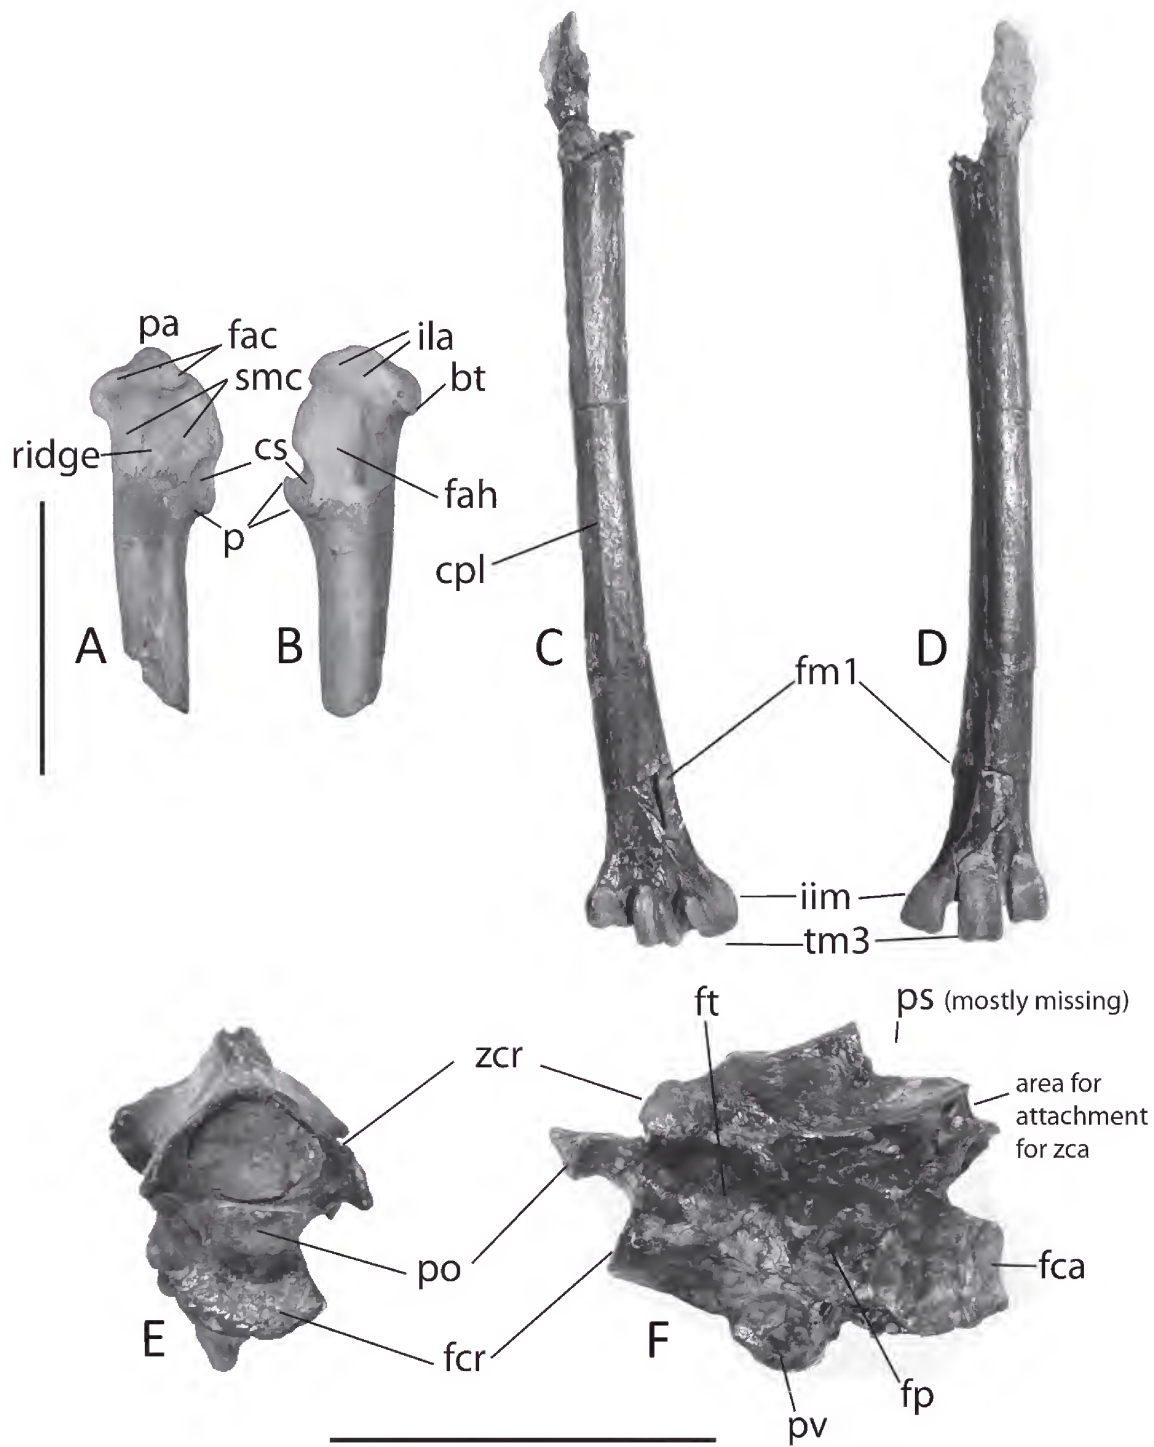 pa
fac
smc
ridge
cs
p
ila
bt
fah
cpl
A
B
C
D
fm1
iim
tm3
ft
ps (mostly missing)
zcr
area for
attachment
for zca
po
fca
E
fcr
F
fp
pv